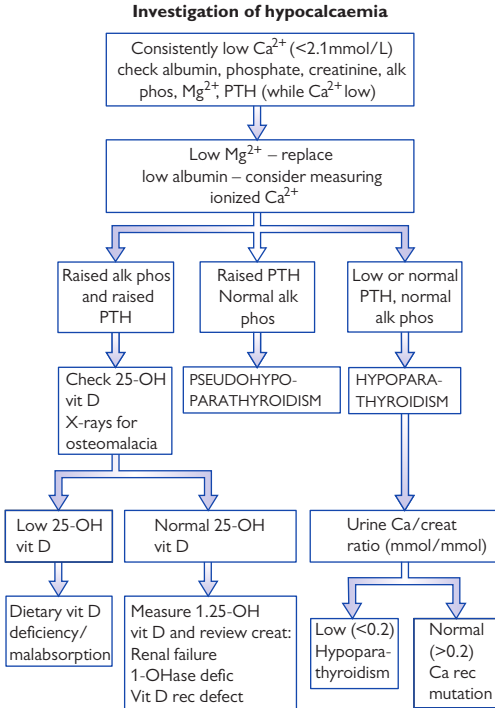 Investigation of hypocalcaemia
Consistently low Ca²⁺ (<2.1mmol/L)
check albumin, phosphate, creatinine, alk
phos, Mg²⁺, PTH (while Ca²⁺ low)
Low Mg²⁺ – replace
low albumin – consider measuring
ionized Ca²⁺
Raised alk phos
and raised
PTH
Raised PTH
Normal alk
phos
Low or normal
PTH, normal
alk phos
Check 25-OH
vit D
X-rays for
osteomalacia
PSEUDOHYPO-
PARATHYROIDISM
HYPOPARA-
THYROIDISM
Low 25-OH
vit D
Normal 25-OH
vit D
Urine Ca/creat
ratio (mmol/mmol)
Dietary vit D
deficiency/
malabsorption
Measure 1.25-OH
vit D and review creat:
Renal failure
1-OHase defic
Vit D rec defect
Low (<0.2)
Hypopara-
thyroidism
Normal
(>0.2)
Ca rec
mutation